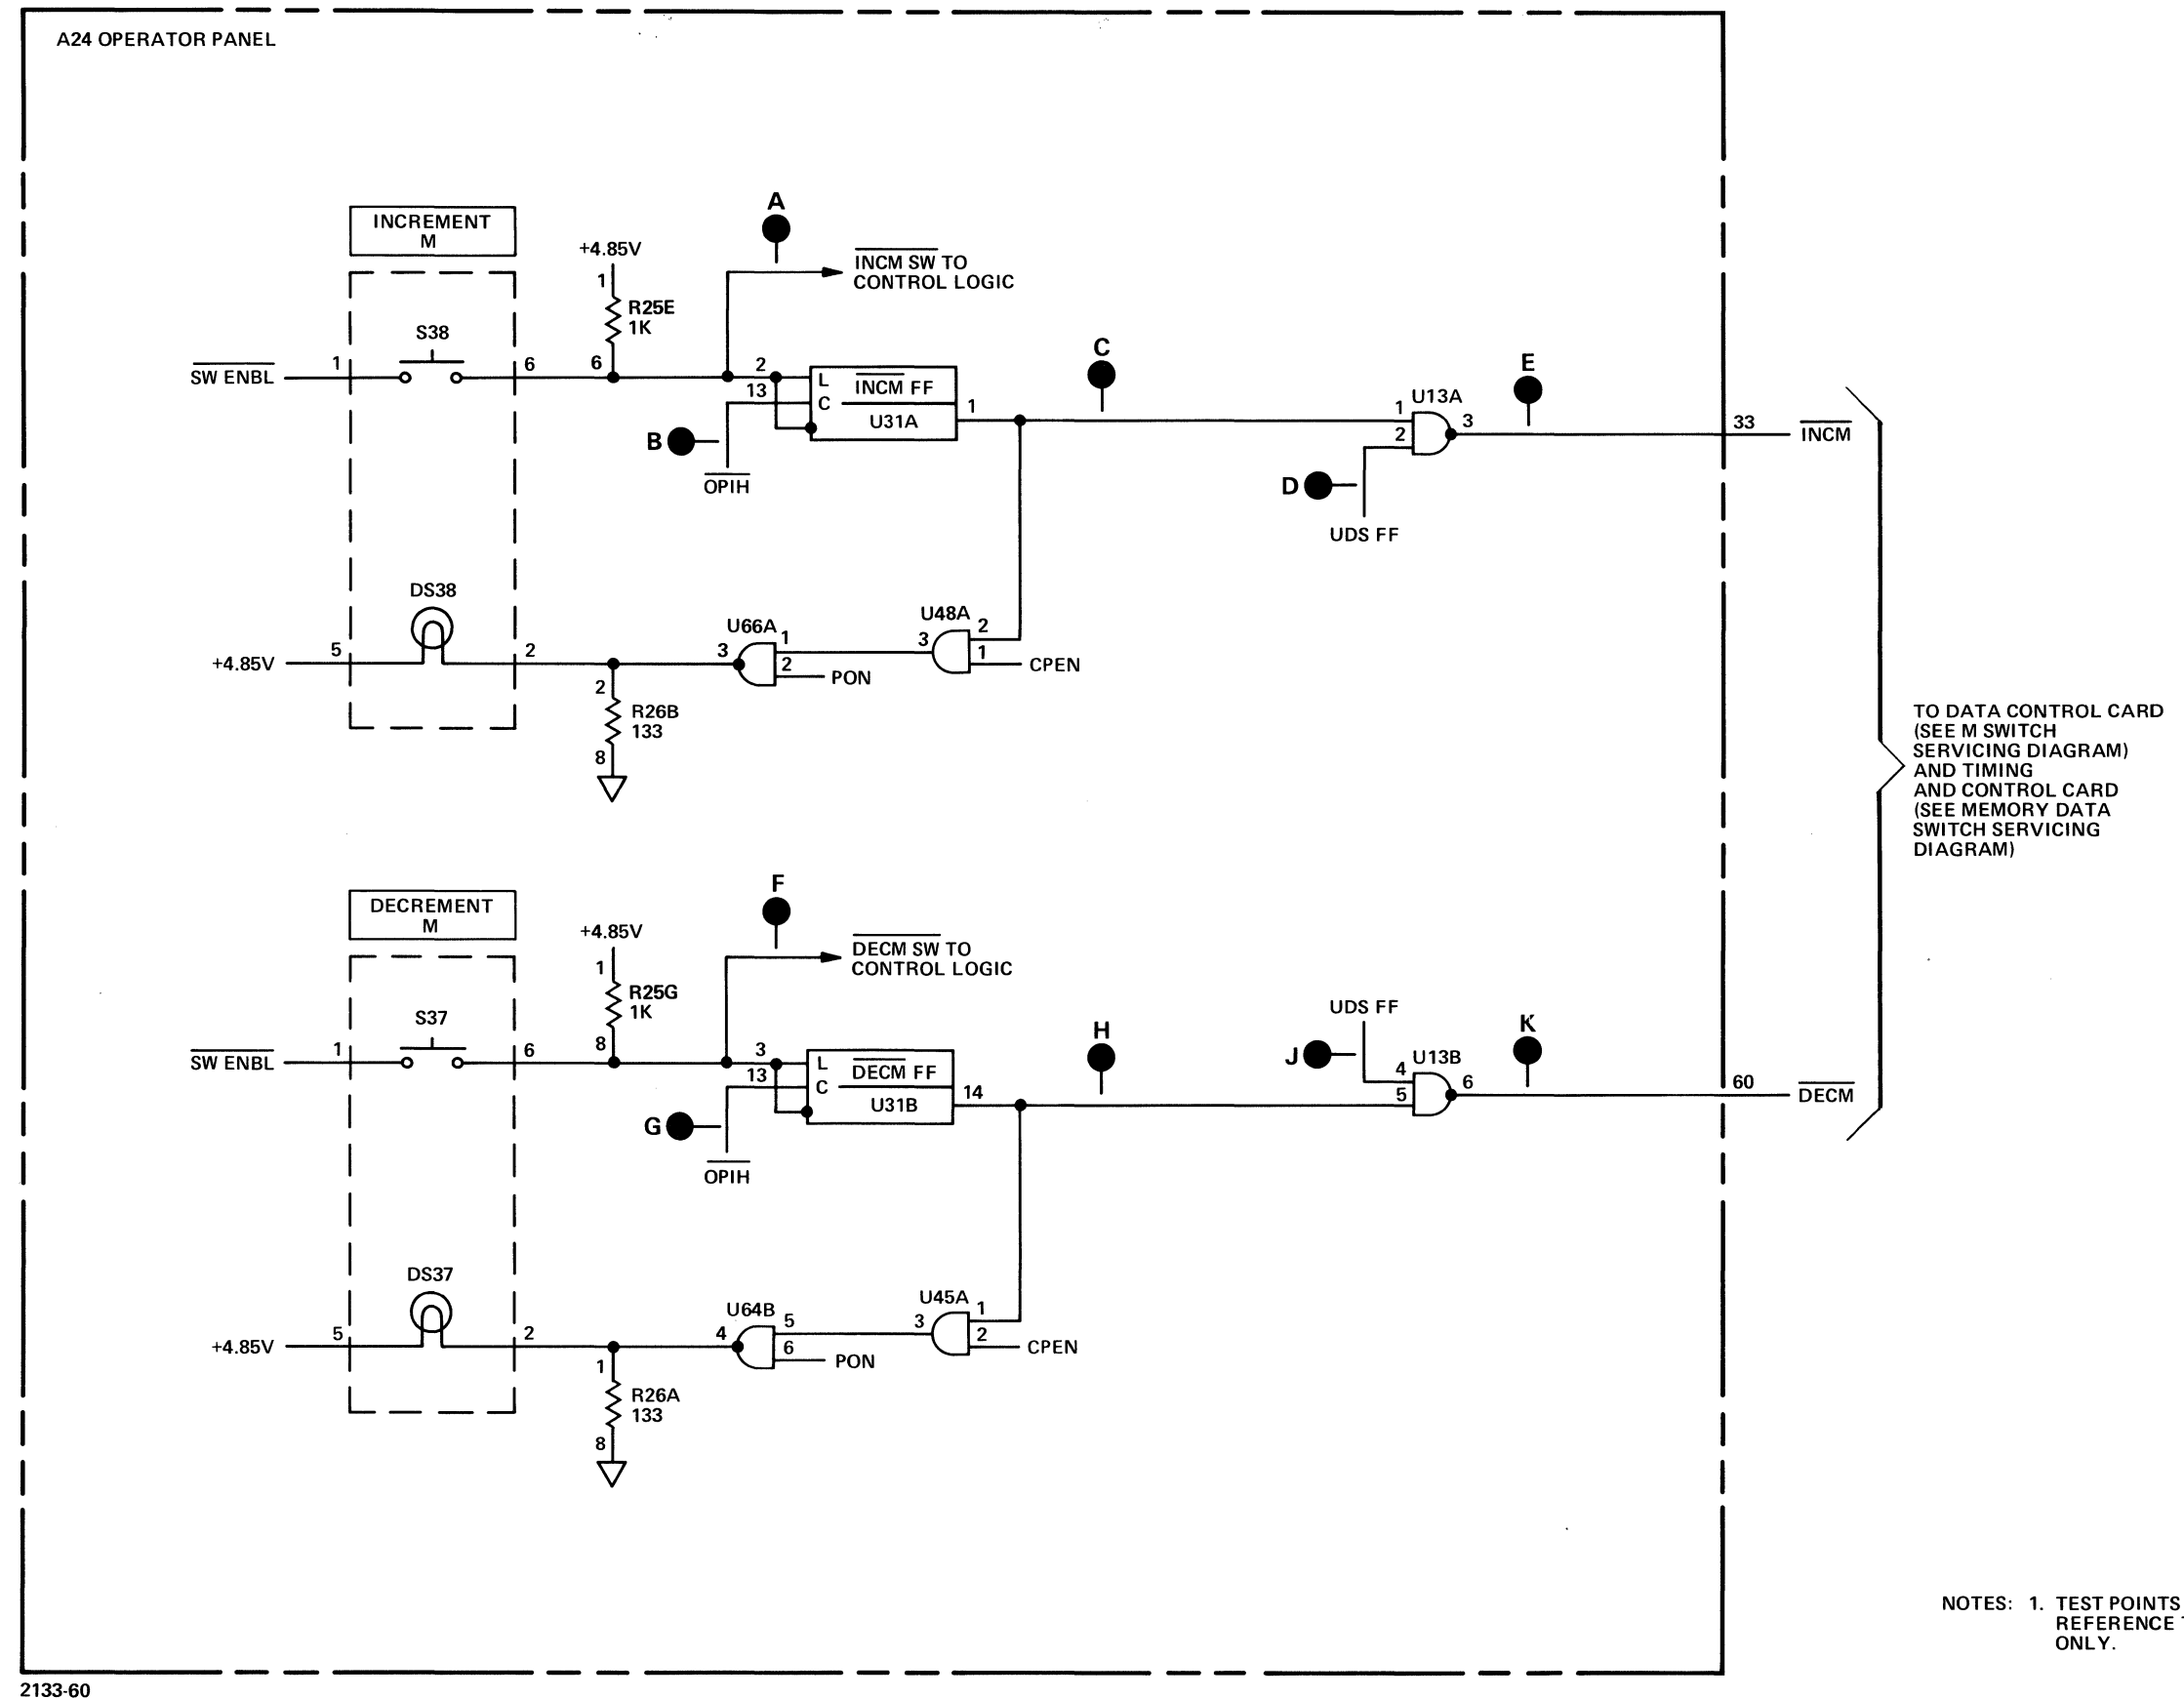 A24 OPERATOR PANEL
INCREMENT
M
+4.85V
1
R25E
1K
6
A
INCM SW TO
CONTROL LOGIC
S38
SW ENBL
1
6
2
13
L
C
INCM FF
U31A
1
B
OPIH
C
U13A
1
2
3
D
UDS FF
E
33
INCM
DS38
+4.85V
5
2
U66A
3
1
2
PON
U48A
3
2
1
CPEN
2
R26B
133
8
TO DATA CONTROL CARD
(SEE M SWITCH
SERVICING DIAGRAM)
AND TIMING
AND CONTROL CARD
(SEE MEMORY DATA
SWITCH SERVICING
DIAGRAM)
DECREMENT
M
+4.85V
1
R25G
1K
8
F
DECM SW TO
CONTROL LOGIC
S37
SW ENBL
1
6
3
13
L
C
DECM FF
U31B
14
G
OPIH
H
UDS FF
J
U13B
4
5
6
K
60
DECM
DS37
+4.85V
5
2
U64B
4
5
6
PON
U45A
3
1
2
CPEN
1
R26A
133
8
NOTES: 1. TEST POINTS
REFERENCE
ONLY.
2133-60